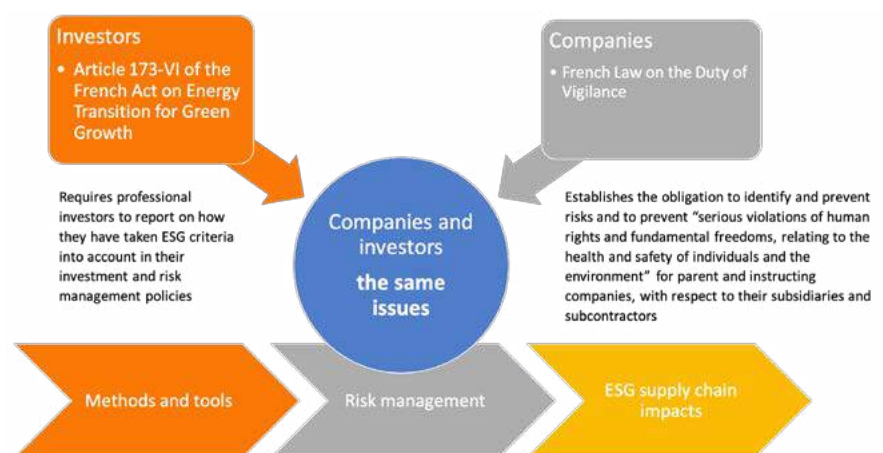 Investors
• Article 173-VI of the
French Act on Energy
Transition for Green
Growth
Companies
• French Law on the Duty of
Vigilance
Requires professional
investors to report on how
they have taken ESG criteria
into account in their
investment and risk
management policies
Companies and
investors
the same
issues
Establishes the obligation to identify and prevent
risks and to prevent “serious violations of human
rights and fundamental freedoms, relating to the
health and safety of individuals and the
environment” for parent and instructing
companies, with respect to their subsidiaries and
subcontractors
Methods and tools
Risk management
ESG supply chain
impacts